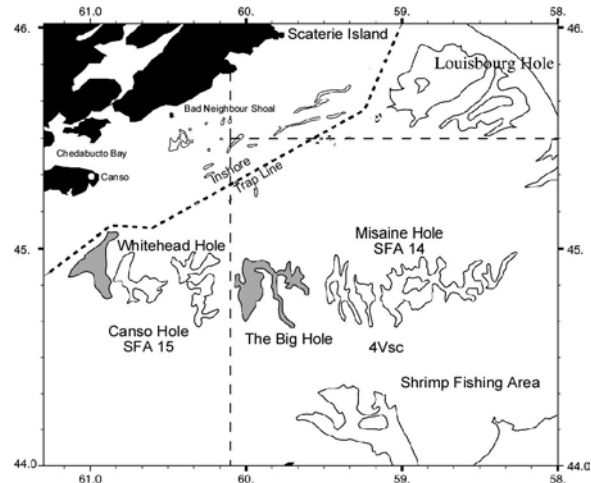 61.0 60. 59. 58.
46.
46.
Scaterie Island
Louisbourg Hole
Bad Neighbour Shoal
Chedabucto Bay
Canso
Inshore
Trap Line
45.
45.
Whitehead Hole
Misaine Hole
SFA 14
Canso Hole
SFA 15
The Big Hole
4Vsc
Shrimp Fishing Area
44.0
44.0
61.0 60. 59. 58.